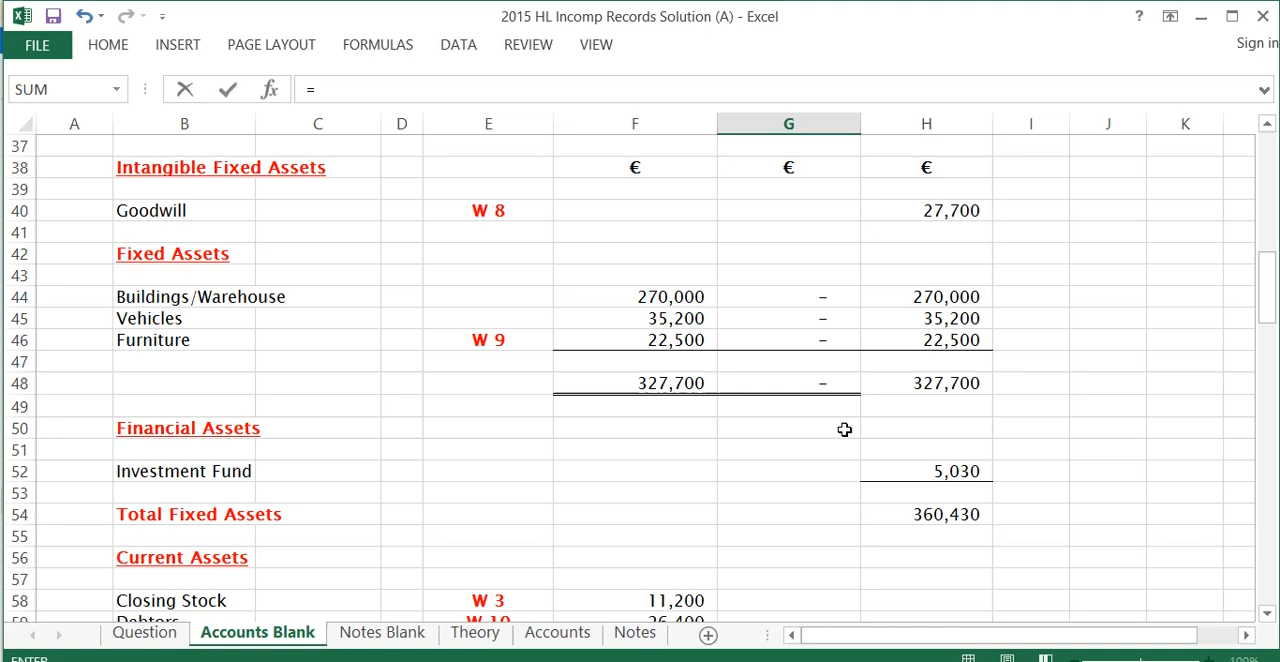 2015 HL Incomp Records Solution (A) - Excel
?
FILE HOME INSERT PAGE LAYOUT FORMULAS DATA REVIEW VIEW
Sign in
SUM fx =
A B C D E F G H I J K
37
38 Intangible Fixed Assets € € €
39
40 Goodwill W 8 27,700
41
42 Fixed Assets
43
44 Buildings/Warehouse 270,000 – 270,000
45 Vehicles 35,200 – 35,200
46 Furniture W 9 22,500 – 22,500
47
48 327,700 – 327,700
49
50 Financial Assets
51
52 Investment Fund 5,030
53
54 Total Fixed Assets 360,430
55
56 Current Assets
57
58 Closing Stock W 3 11,200
59 Debtors W 10 26,400
Question Accounts Blank Notes Blank Theory Accounts Notes
ENTER 100%